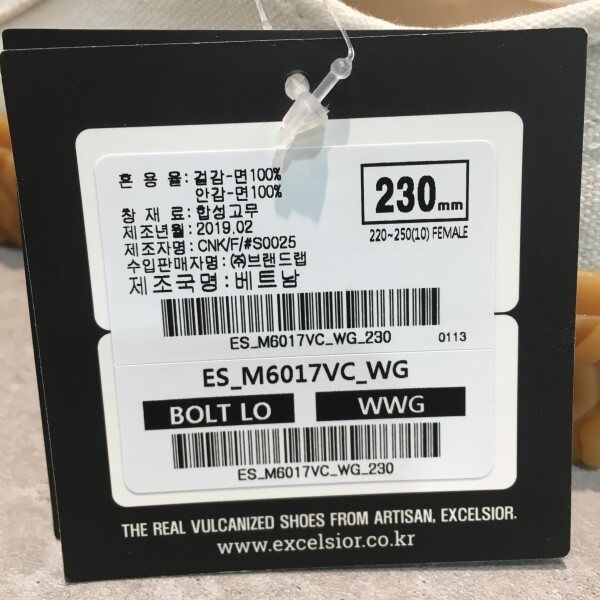 혼 용 율: 겉감-면100%
안감-면100%
창 재 료: 합성고무
제조년월: 2019.02
제조자명: CNK/F/#S0025
수입판매자명: ㈜브랜드랩
제조국명: 베트남
230mm
220~250(10) FEMALE
ES_M6017VC_WG_230
0113
ES_M6017VC_WG
BOLT LO
WWG
ES_M6017VC_WG_230
THE REAL VULCANIZED SHOES FROM ARTISAN, EXCELSIOR.
www.excelsior.co.kr